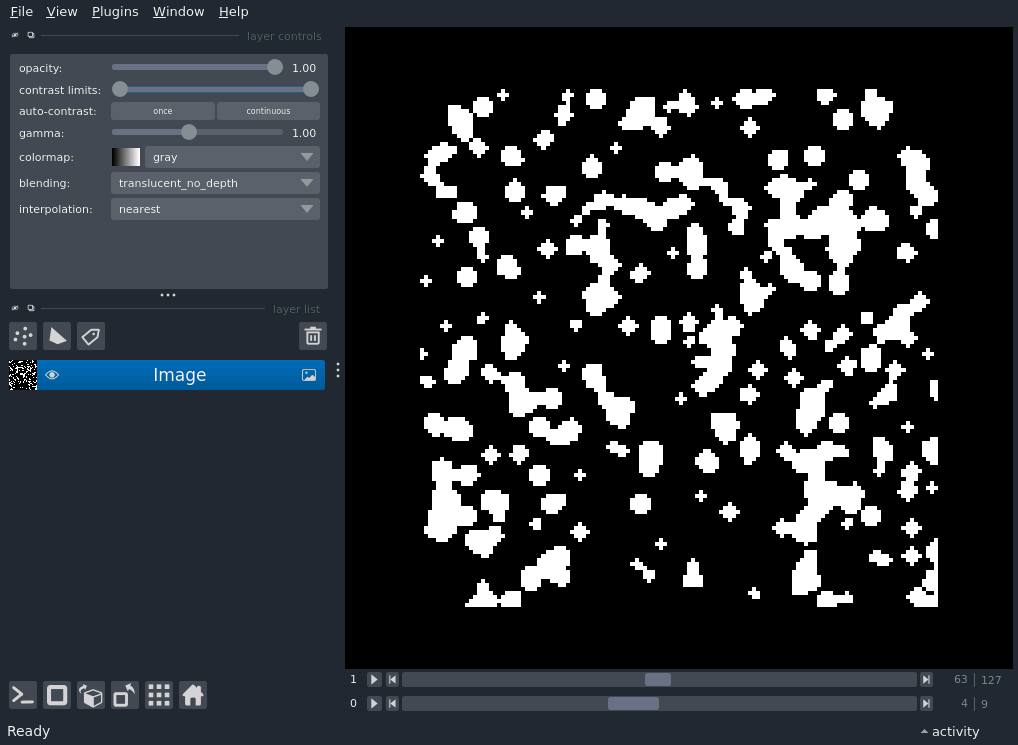 File View Plugins Window Help
layer controls
opacity: 1.00
contrast limits:
auto-contrast: once continuous
gamma: 1.00
colormap: gray
blending: translucent_no_depth
interpolation: nearest
layer list
Image
1 63 127
0 4 9
Ready activity